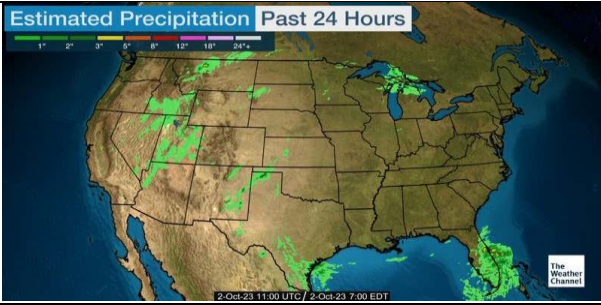 Estimated Precipitation Past 24 Hours
1" 2" 3" 5" 8" 12" 18" 24"+
The
Weather
Channel
2-Oct-23 11:00 UTC / 2-Oct-23 7:00 EDT